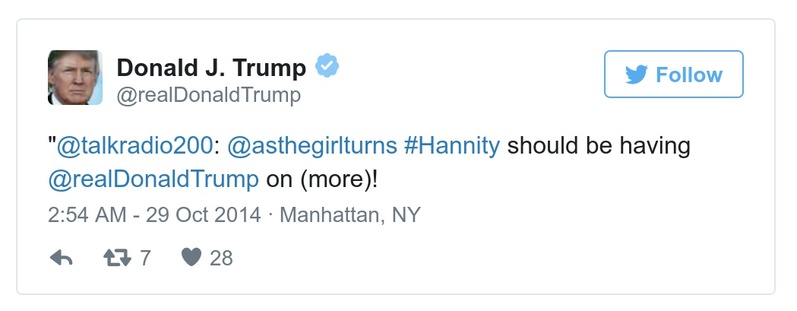 Donald J. Trump
@realDonaldTrump
Follow
"@talkradio200: @asthegirlturns #Hannity should be having
@realDonaldTrump on (more)!
2:54 AM - 29 Oct 2014 · Manhattan, NY
7 28